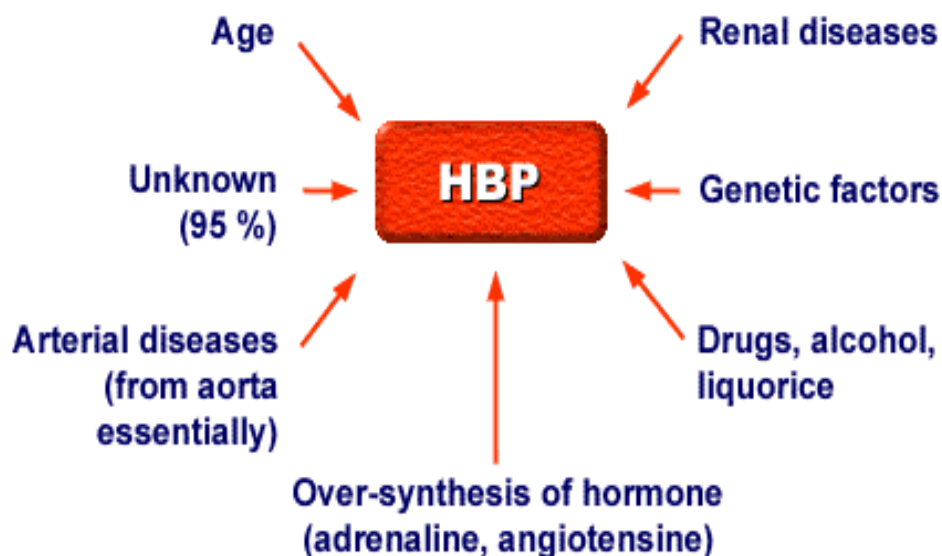 Age
Renal diseases
HBP
Unknown
(95 %)
Genetic factors
Arterial diseases
(from aorta
essentially)
Drugs, alcohol,
liquorice
Over-synthesis of hormone
(adrenaline, angiotensine)